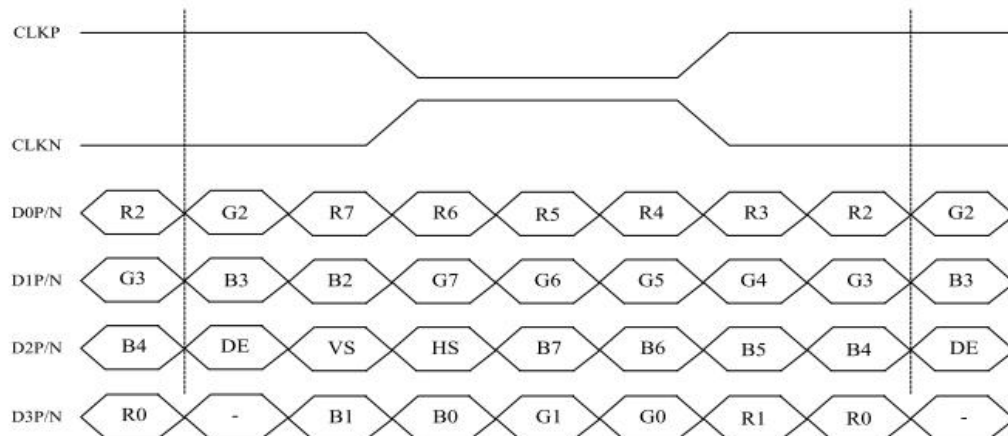 CLKP
CLKN
D0P/N R2 G2 R7 R6 R5 R4 R3 R2 G2
D1P/N G3 B3 B2 G7 G6 G5 G4 G3 B3
D2P/N B4 DE VS HS B7 B6 B5 B4 DE
D3P/N R0 - B1 B0 G1 G0 R1 R0 -